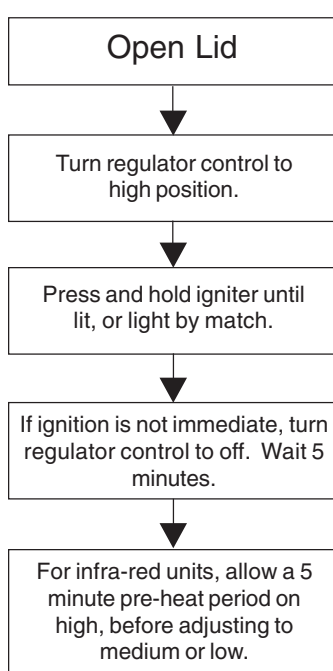 Open Lid
Turn regulator control to
high position.
Press and hold igniter until
lit, or light by match.
If ignition is not immediate, turn
regulator control to off.  Wait 5
minutes.
For infra-red units, allow a 5
minute pre-heat period on
high, before adjusting to
medium or low.